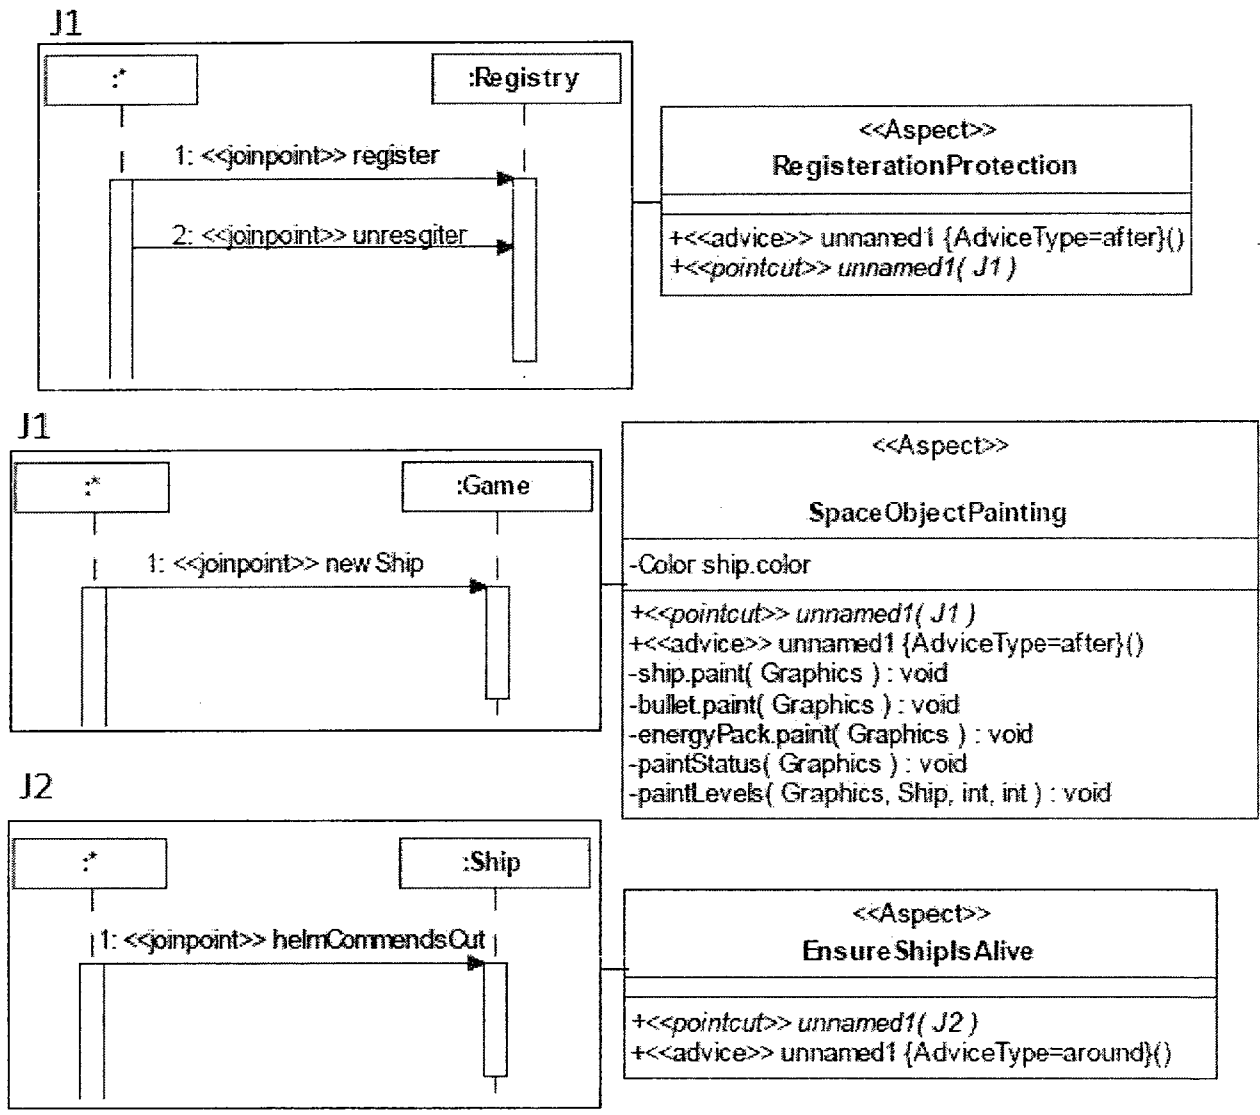 J1
:*
:Registry
1: <<joinpoint>> register
2: <<joinpoint>> unresgiter
<<Aspect>>
RegisterationProtection
+<<advice>> unnamed1 {AdviceType=after}()
+<<pointcut>> unnamed1( J1 )
J1
:*
:Game
1: <<joinpoint>> new Ship
<<Aspect>>
SpaceObjectPainting
-Color ship.color
+<<pointcut>> unnamed1( J1 )
+<<advice>> unnamed1 {AdviceType=after}()
-ship.paint( Graphics ) : void
-bullet.paint( Graphics ) : void
-energyPack.paint( Graphics ) : void
-paintStatus( Graphics ) : void
-paintLevels( Graphics, Ship, int, int ) : void
J2
:*
:Ship
1: <<joinpoint>> helmCommendsCut
<<Aspect>>
EnsureShipIsAlive
+<<pointcut>> unnamed1( J2 )
+<<advice>> unnamed1 {AdviceType=around}()